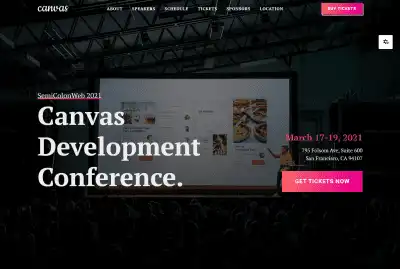 canvas
ABOUT SPEAKERS SCHEDULE TICKETS SPONSORS LOCATION
BUY TICKETS
SemiColonWeb 2021
Canvas
Development
Conference.
March 17-19, 2021
795 Folsom Ave, Suite 600
San Francisco, CA 94107
GET TICKETS NOW